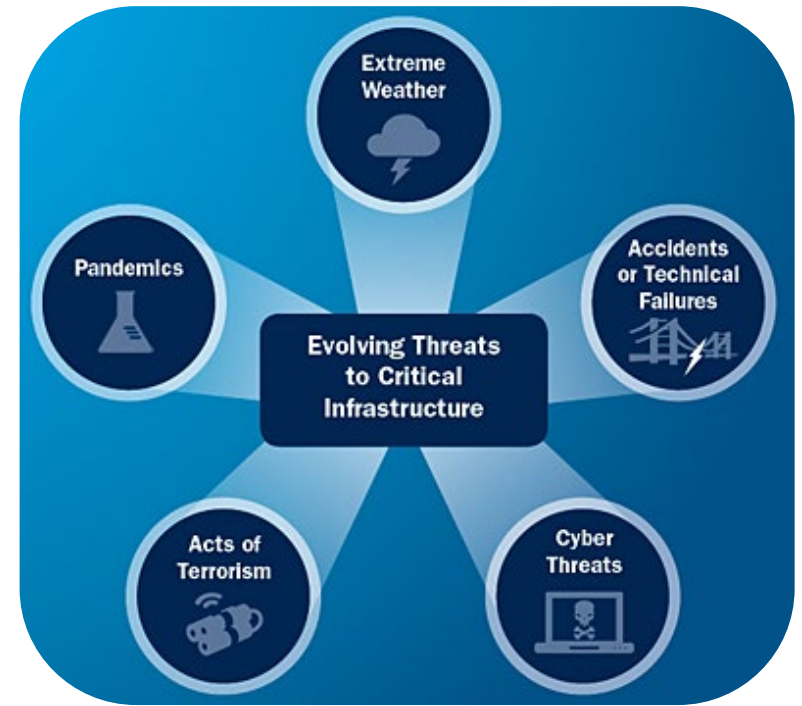 Extreme
Weather
Pandemics
Accidents
or Technical
Failures
Evolving Threats
to Critical
Infrastructure
Acts of
Terrorism
Cyber
Threats